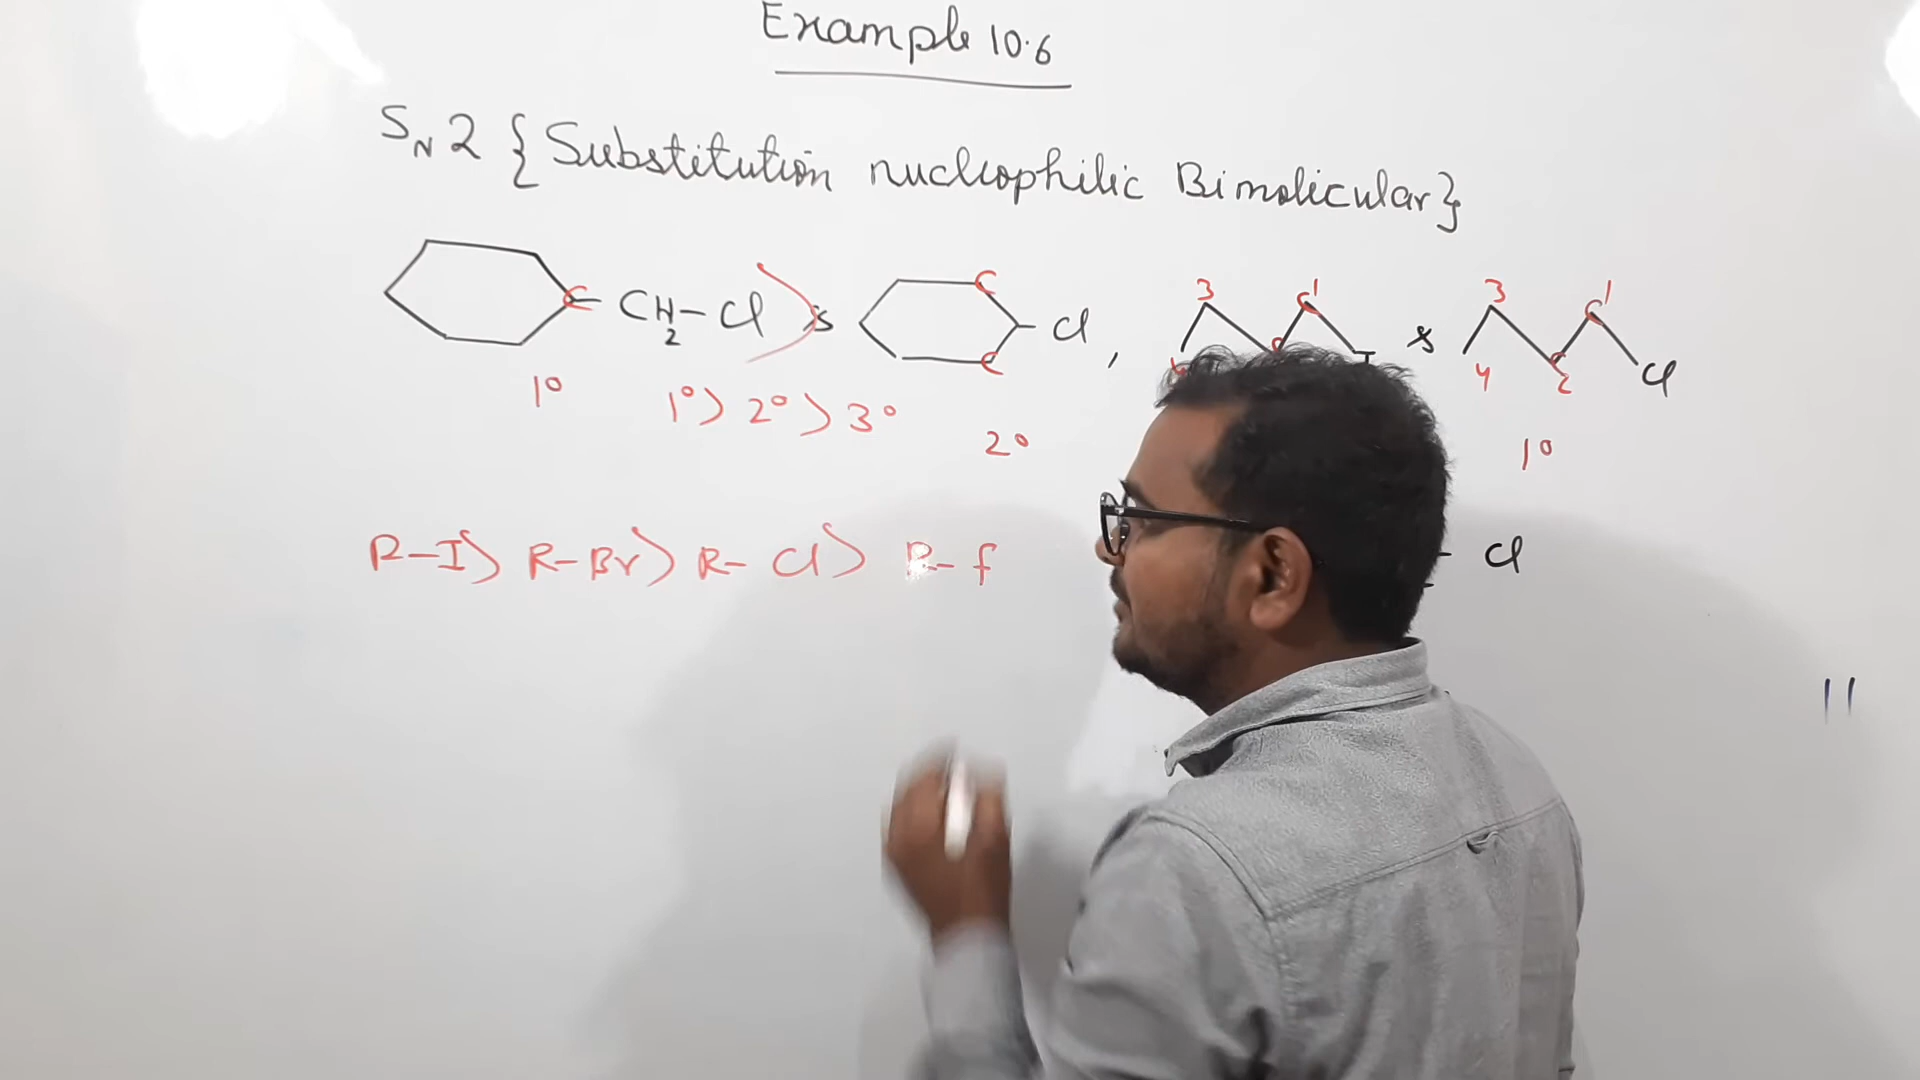 Example 10.6
SN2 {Substitution nucleophilic Bimolicular}
C - CH2 - Cl > & C C Cl , 3 C 1 & 3 C 1
4 2 Cl
1° 1° > 2° > 3° 2° 1°
R-I > R-Br > R-Cl > R-f Cl